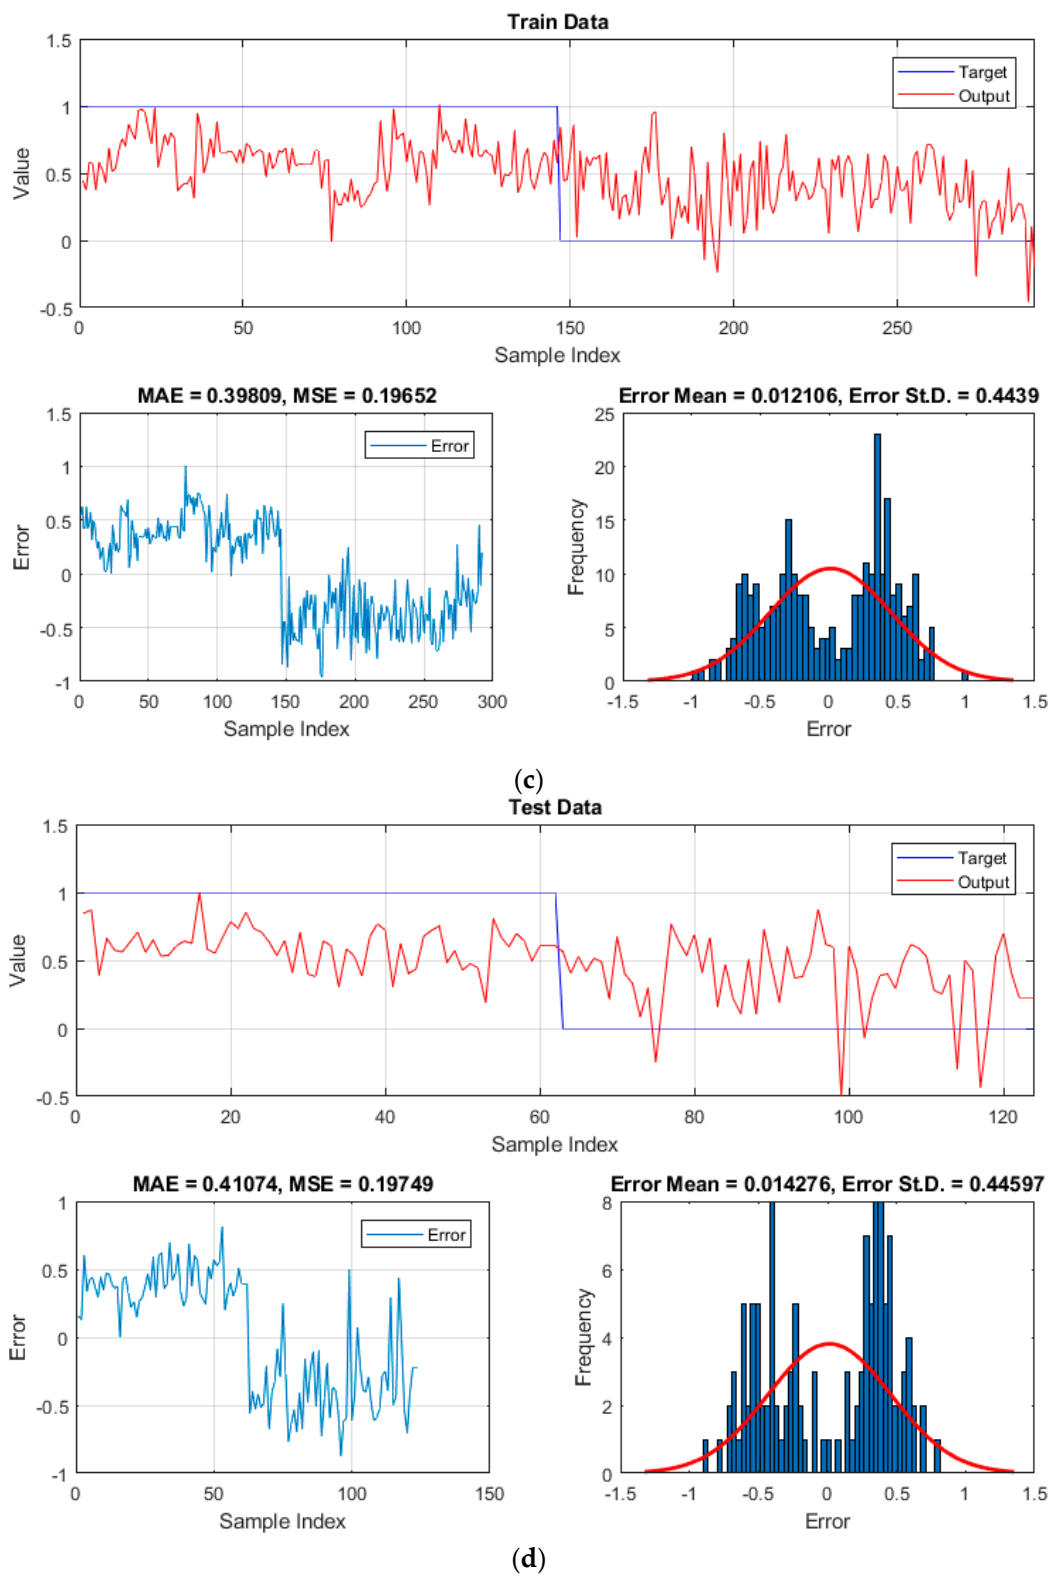 Train Data
1.5
1
0.5
0
-0.5
Value
Target
Output
0 50 100 150 200 250
Sample Index
MAE = 0.39809, MSE = 0.19652
1.5
1
0.5
0
-0.5
-1
Error
Error
0 50 100 150 200 250 300
Sample Index
Error Mean = 0.012106, Error St.D. = 0.4439
25
20
15
10
5
0
Frequency
-1.5 -1 -0.5 0 0.5 1 1.5
Error
(c)
Test Data
1.5
1
0.5
0
-0.5
Value
Target
Output
0 20 40 60 80 100 120
Sample Index
MAE = 0.41074, MSE = 0.19749
1
0.5
0
-0.5
-1
Error
Error
0 50 100 150
Sample Index
Error Mean = 0.014276, Error St.D. = 0.44597
8
6
4
2
0
Frequency
-1.5 -1 -0.5 0 0.5 1 1.5
Error
(d)